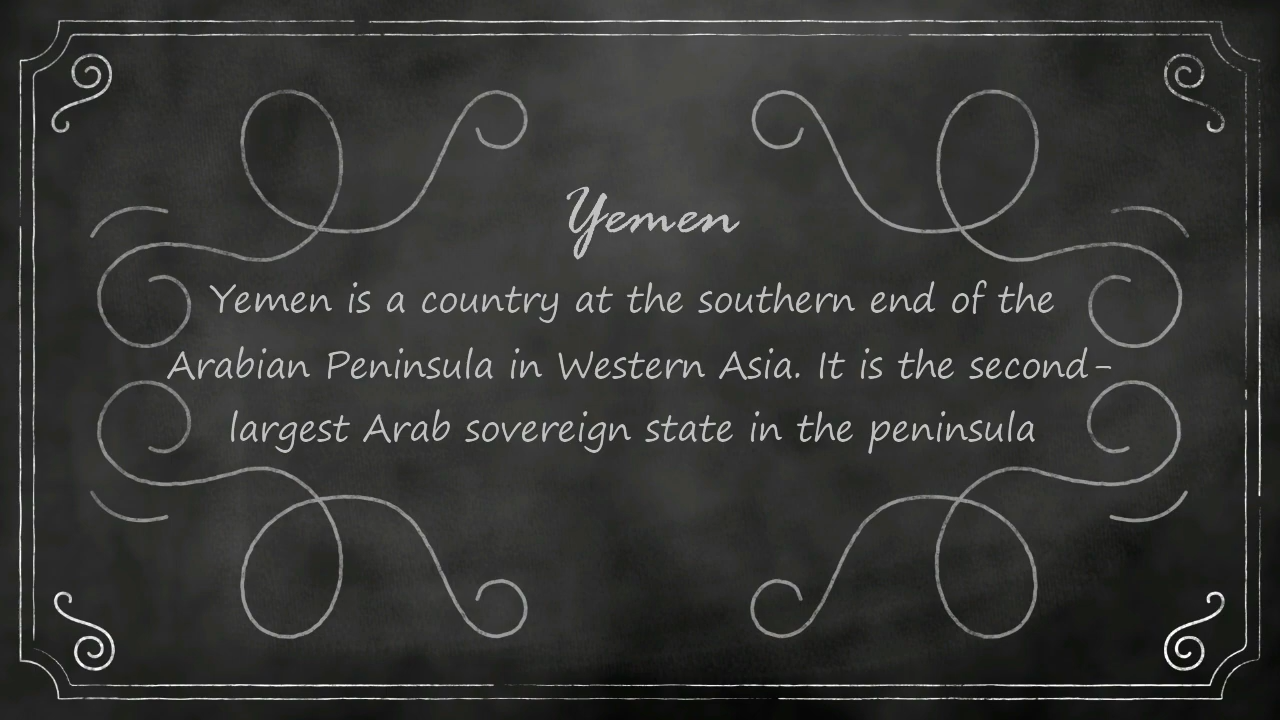 Yemen
Yemen is a country at the southern end of the
Arabian Peninsula in Western Asia. It is the second-
largest Arab sovereign state in the peninsula